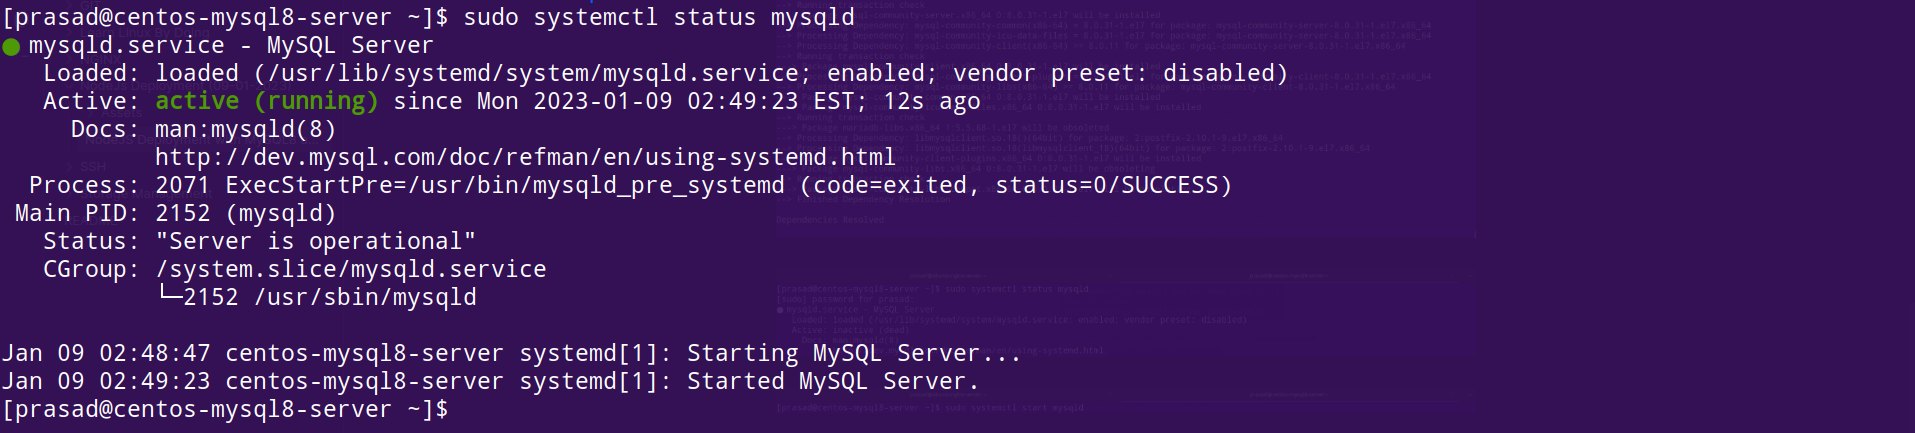 [prasad@centos-mysql8-server ~]$ sudo systemctl status mysqld
● mysqld.service - MySQL Server
   Loaded: loaded (/usr/lib/systemd/system/mysqld.service; enabled; vendor preset: disabled)
   Active: active (running) since Mon 2023-01-09 02:49:23 EST; 12s ago
     Docs: man:mysqld(8)
           http://dev.mysql.com/doc/refman/en/using-systemd.html
  Process: 2071 ExecStartPre=/usr/bin/mysqld_pre_systemd (code=exited, status=0/SUCCESS)
 Main PID: 2152 (mysqld)
   Status: "Server is operational"
   CGroup: /system.slice/mysqld.service
           └─2152 /usr/sbin/mysqld

Jan 09 02:48:47 centos-mysql8-server systemd[1]: Starting MySQL Server...
Jan 09 02:49:23 centos-mysql8-server systemd[1]: Started MySQL Server.
[prasad@centos-mysql8-server ~]$